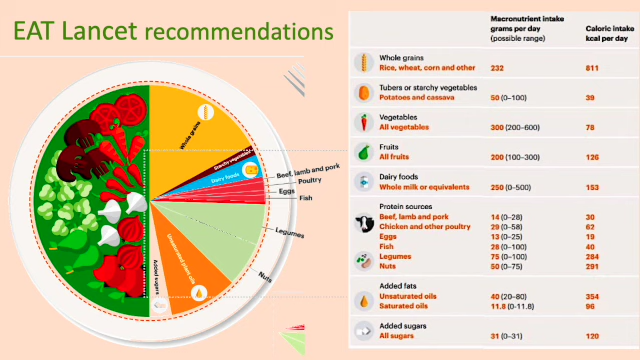 EAT Lancet recommendations
Whole grains
Starchy vegetables
Dairy foods
Beef, lamb and pork
Poultry
Eggs
Fish
Legumes
Nuts
Unsaturated plant oils
Added sugars
Macronutrient intake
grams per day
(possible range)
Caloric intake
kcal per day
Whole grains
Rice, wheat, corn and other 232 811
Tubers or starchy vegetables
Potatoes and cassava 50 (0–100) 39
Vegetables
All vegetables 300 (200–600) 78
Fruits
All fruits 200 (100–300) 126
Dairy foods
Whole milk or equivalents 250 (0–500) 153
Protein sources
Beef, lamb and pork 14 (0–28) 30
Chicken and other poultry 29 (0–58) 62
Eggs 13 (0–25) 19
Fish 28 (0–100) 40
Legumes 75 (0–100) 284
Nuts 50 (0–75) 291
Added fats
Unsaturated oils 40 (20–80) 354
Saturated oils 11.8 (0-11.8) 96
Added sugars
All sugars 31 (0–31) 120